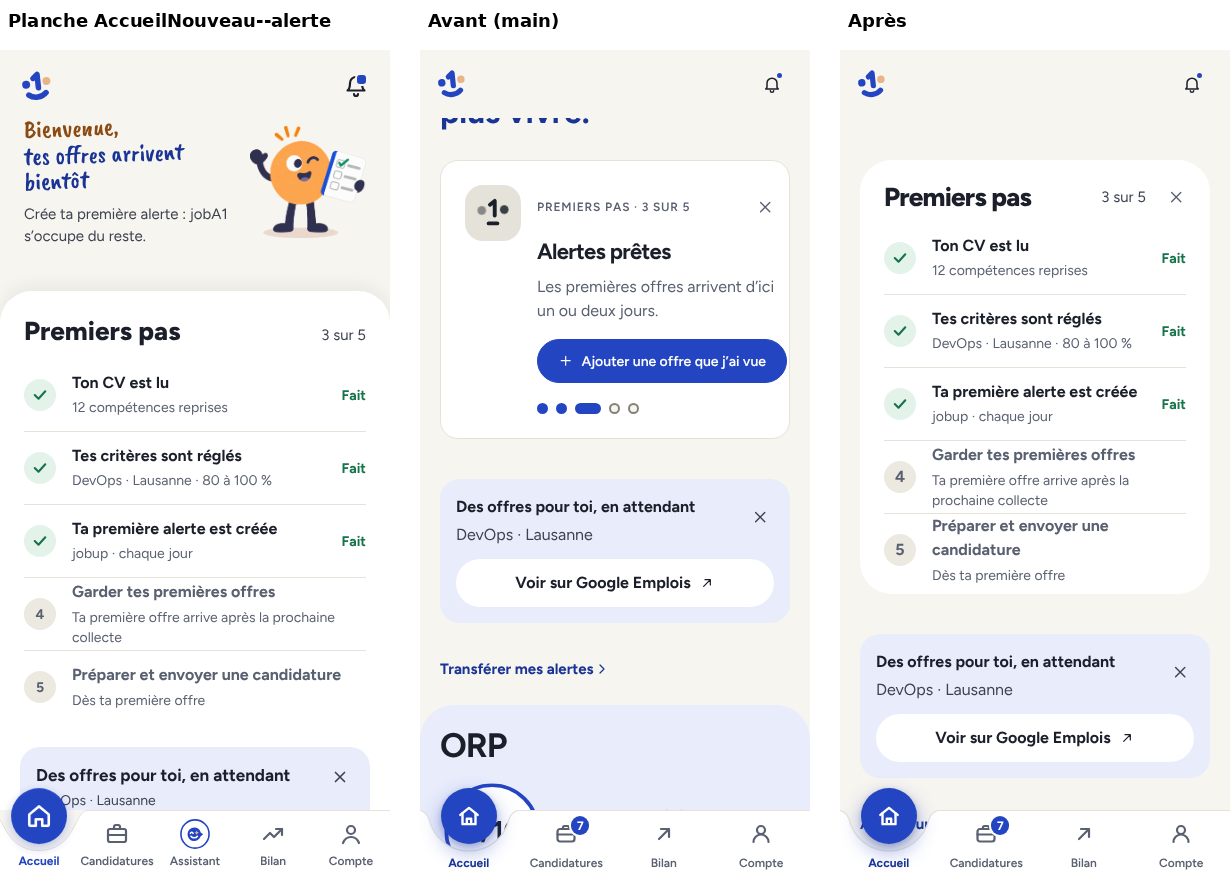 Planche AccueilNouveau--alerte
Bienvenue,
tes offres arrivent
bientôt
Crée ta première alerte : jobA1
s’occupe du reste.
Premiers pas
3 sur 5
Ton CV est lu
12 compétences reprises
Fait
Tes critères sont réglés
DevOps · Lausanne · 80 à 100 %
Fait
Ta première alerte est créée
jobup · chaque jour
Fait
4
Garder tes premières offres
Ta première offre arrive après la prochaine
collecte
5
Préparer et envoyer une candidature
Dès ta première offre
Des offres pour toi, en attendant
Ops · Lausanne
Accueil
Candidatures
Assistant
Bilan
Compte
Avant (main)
plus vivre.
PREMIERS PAS · 3 SUR 5
Alertes prêtes
Les premières offres arrivent d’ici
un ou deux jours.
Ajouter une offre que j’ai vue
Des offres pour toi, en attendant
DevOps · Lausanne
Voir sur Google Emplois
Transférer mes alertes
ORP
7
Accueil
Candidatures
Bilan
Compte
Après
Premiers pas
3 sur 5
Ton CV est lu
12 compétences reprises
Fait
Tes critères sont réglés
DevOps · Lausanne · 80 à 100 %
Fait
Ta première alerte est créée
jobup · chaque jour
Fait
4
Garder tes premières offres
Ta première offre arrive après la
prochaine collecte
5
Préparer et envoyer une
candidature
Dès ta première offre
Des offres pour toi, en attendant
DevOps · Lausanne
Voir sur Google Emplois
7
Accueil
Candidatures
Bilan
Compte